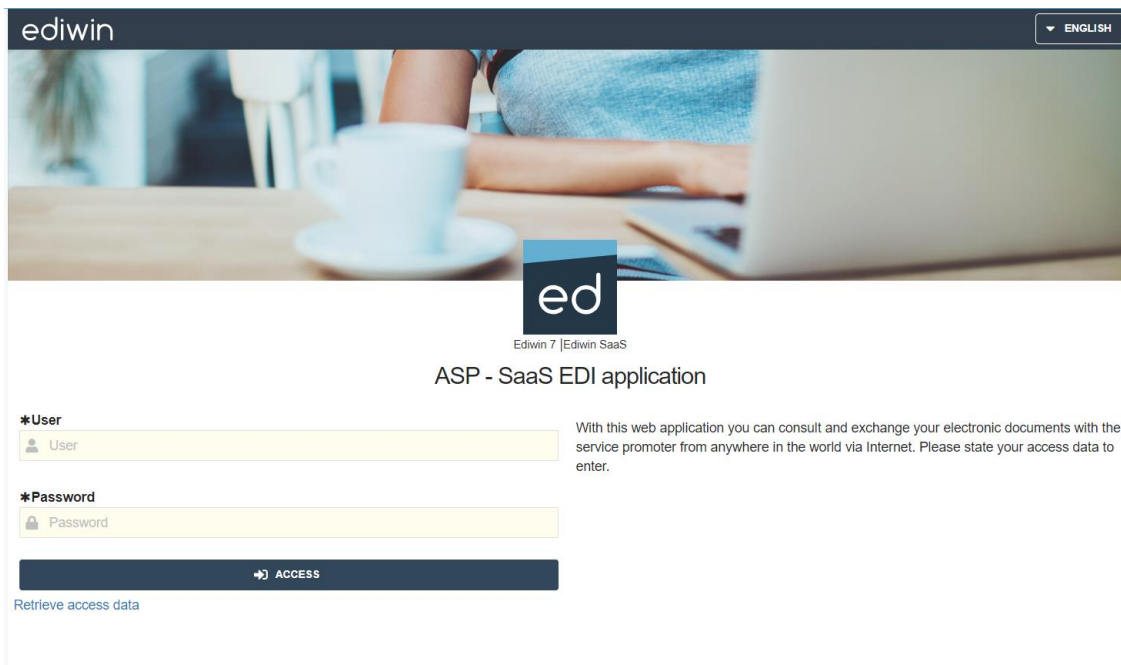 ediwin
ENGLISH
ed
Ediwin 7 |Ediwin SaaS
ASP - SaaS EDI application
✱User
User
✱Password
Password
ACCESS
Retrieve access data
With this web application you can consult and exchange your electronic documents with the
service promoter from anywhere in the world via Internet. Please state your access data to
enter.